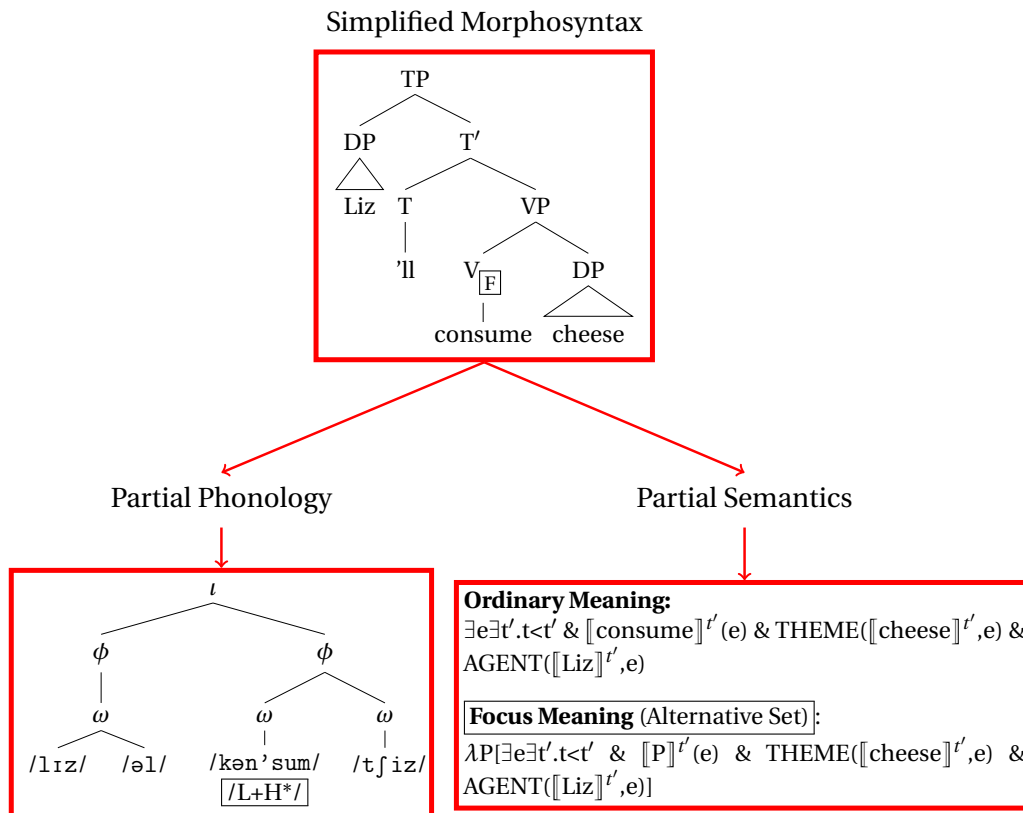 Simplified Morphosyntax
TP
DP T′
Liz T VP
'll V F DP
consume cheese
Partial Phonology Partial Semantics
ι
ϕ ϕ
ω ω ω
/lɪz/ /əl/ /kən'sum/ /tʃiz/
/L+H*/
Ordinary Meaning:
∃e∃t′.t<t′ & ⟦consume⟧^t′(e) & THEME(⟦cheese⟧^t′,e) &
AGENT(⟦Liz⟧^t′,e)
Focus Meaning (Alternative Set):
λP[∃e∃t′.t<t′ & ⟦P⟧^t′(e) & THEME(⟦cheese⟧^t′,e) &
AGENT(⟦Liz⟧^t′,e)]